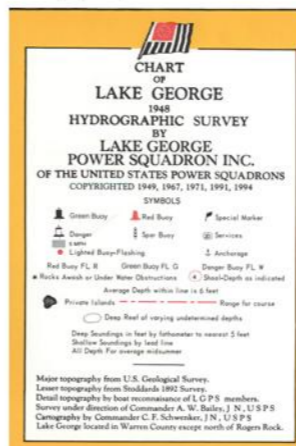 CHART
OF
LAKE GEORGE
1948
HYDROGRAPHIC SURVEY
BY
LAKE GEORGE
POWER SQUADRON INC.
OF THE UNITED STATES POWER SQUADRONS
COPYRIGHTED 1949, 1967, 1971, 1991, 1994
SYMBOLS
Green Buoy Red Buoy Special Marker
Danger Spar Buoy Services
5 MPH
Lighted Buoy-Flashing Anchorage
Red Buoy FL R Green Buoy FL G Danger Buoy FL W
Rocks Awash or Under Water Obstructions Shoal-Depth as indicated
Average Depth within line is 6 feet
Private Islands Range for course
Deep Reef of varying undetermined depths
Deep Soundings in feet by fathometer to nearest 5 feet
Shallow Soundings by lead line
All Depth For average midsummer
Major topography from U.S. Geological Survey.
Lesser topography from Stoddards 1892 Survey.
Detail topography by boat reconnaissance of L G P S members.
Survey under direction of Commander A. W. Bailey, J N, U S P S
Cartography by Commander C. F. Schwenker, J N, U S P S
Lake George located in Warren County except north of Rogers Rock.